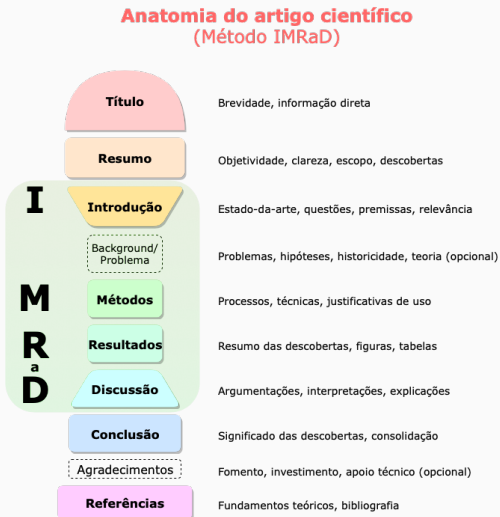 Anatomia do artigo científico
(Método IMRaD)
Título
Brevidade, informação direta
Resumo
Objetividade, clareza, escopo, descobertas
I
Introdução
Estado-da-arte, questões, premissas, relevância
Background/
Problema
Problemas, hipóteses, historicidade, teoria (opcional)
M
Métodos
Processos, técnicas, justificativas de uso
R
Resultados
Resumo das descobertas, figuras, tabelas
a
D
Discussão
Argumentações, interpretações, explicações
Conclusão
Significado das descobertas, consolidação
Agradecimentos
Fomento, investimento, apoio técnico (opcional)
Referências
Fundamentos teóricos, bibliografia